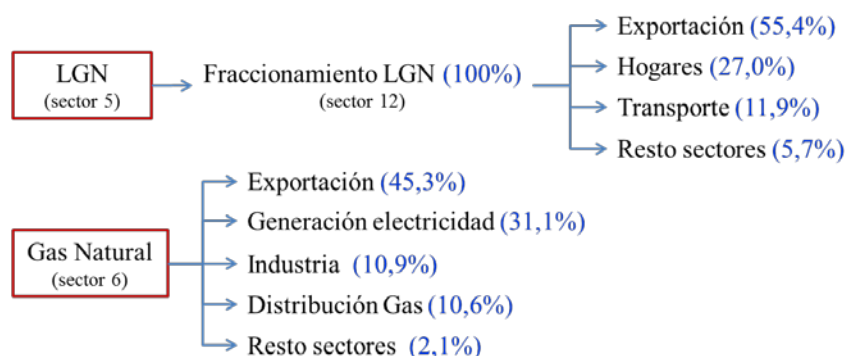 LGN
(sector 5)
Fraccionamiento LGN (100%)
(sector 12)
Exportación (55,4%)
Hogares (27,0%)
Transporte (11,9%)
Resto sectores (5,7%)
Gas Natural
(sector 6)
Exportación (45,3%)
Generación electricidad (31,1%)
Industria (10,9%)
Distribución Gas (10,6%)
Resto sectores (2,1%)